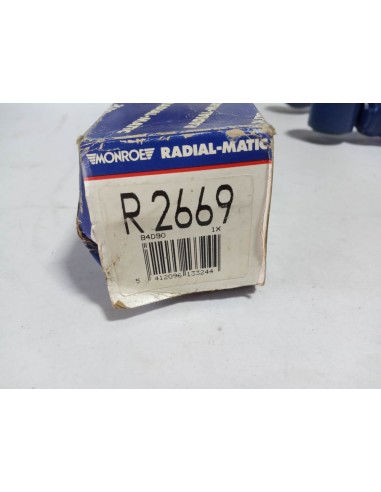 MONROE RADIAL-MATIC
R 2669
B4090 1X
5 412096 133244